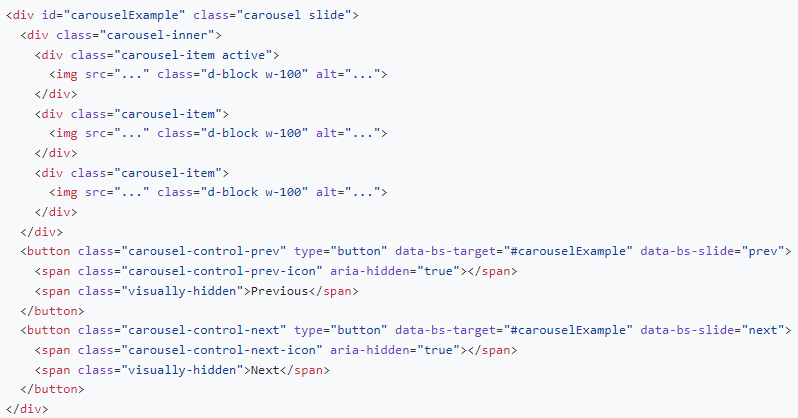 <div id="carouselExample" class="carousel slide">
  <div class="carousel-inner">
    <div class="carousel-item active">
      <img src="..." class="d-block w-100" alt="...">
    </div>
    <div class="carousel-item">
      <img src="..." class="d-block w-100" alt="...">
    </div>
    <div class="carousel-item">
      <img src="..." class="d-block w-100" alt="...">
    </div>
  </div>
  <button class="carousel-control-prev" type="button" data-bs-target="#carouselExample" data-bs-slide="prev">
    <span class="carousel-control-prev-icon" aria-hidden="true"></span>
    <span class="visually-hidden">Previous</span>
  </button>
  <button class="carousel-control-next" type="button" data-bs-target="#carouselExample" data-bs-slide="next">
    <span class="carousel-control-next-icon" aria-hidden="true"></span>
    <span class="visually-hidden">Next</span>
  </button>
</div>